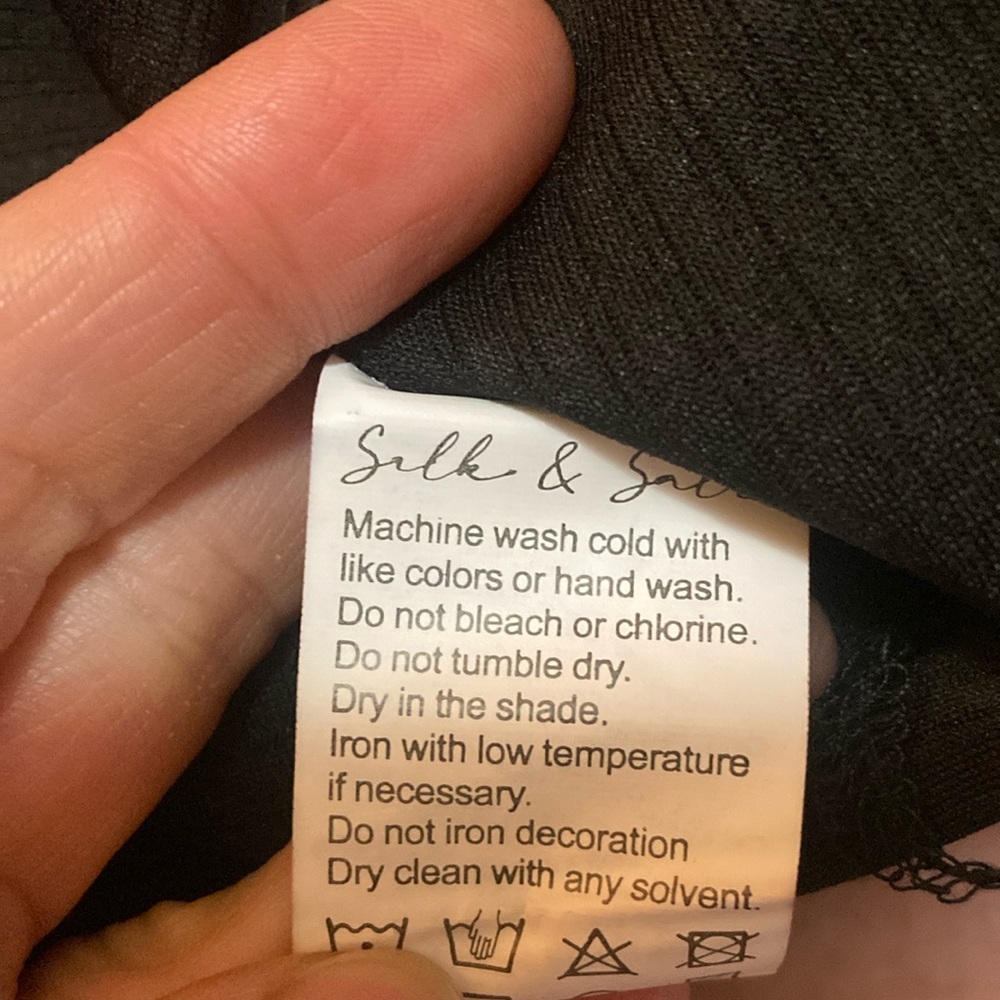 Silk & 
Machine wash cold with
like colors or hand wash.
Do not bleach or chlorine.
Do not tumble dry.
Dry in the shade.
Iron with low temperature
if necessary.
Do not iron decoration
Dry clean with any solvent.